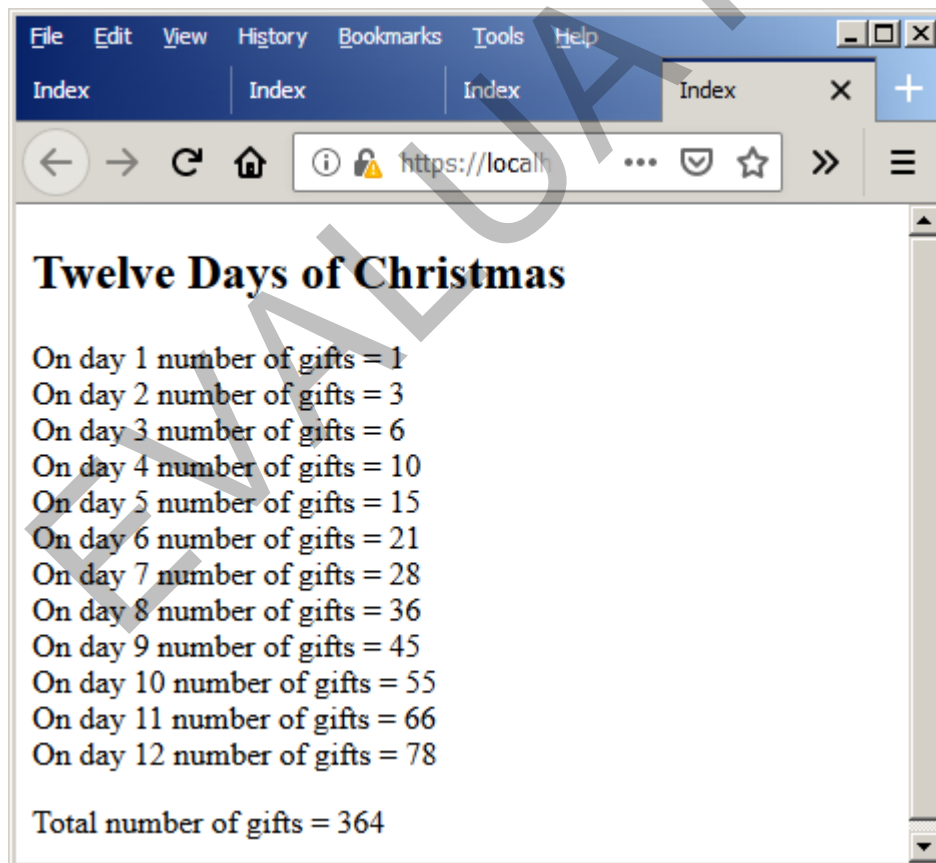 File Edit View History Bookmarks Tools Help
Index Index Index Index
https://localh
Twelve Days of Christmas
On day 1 number of gifts = 1
On day 2 number of gifts = 3
On day 3 number of gifts = 6
On day 4 number of gifts = 10
On day 5 number of gifts = 15
On day 6 number of gifts = 21
On day 7 number of gifts = 28
On day 8 number of gifts = 36
On day 9 number of gifts = 45
On day 10 number of gifts = 55
On day 11 number of gifts = 66
On day 12 number of gifts = 78
Total number of gifts = 364